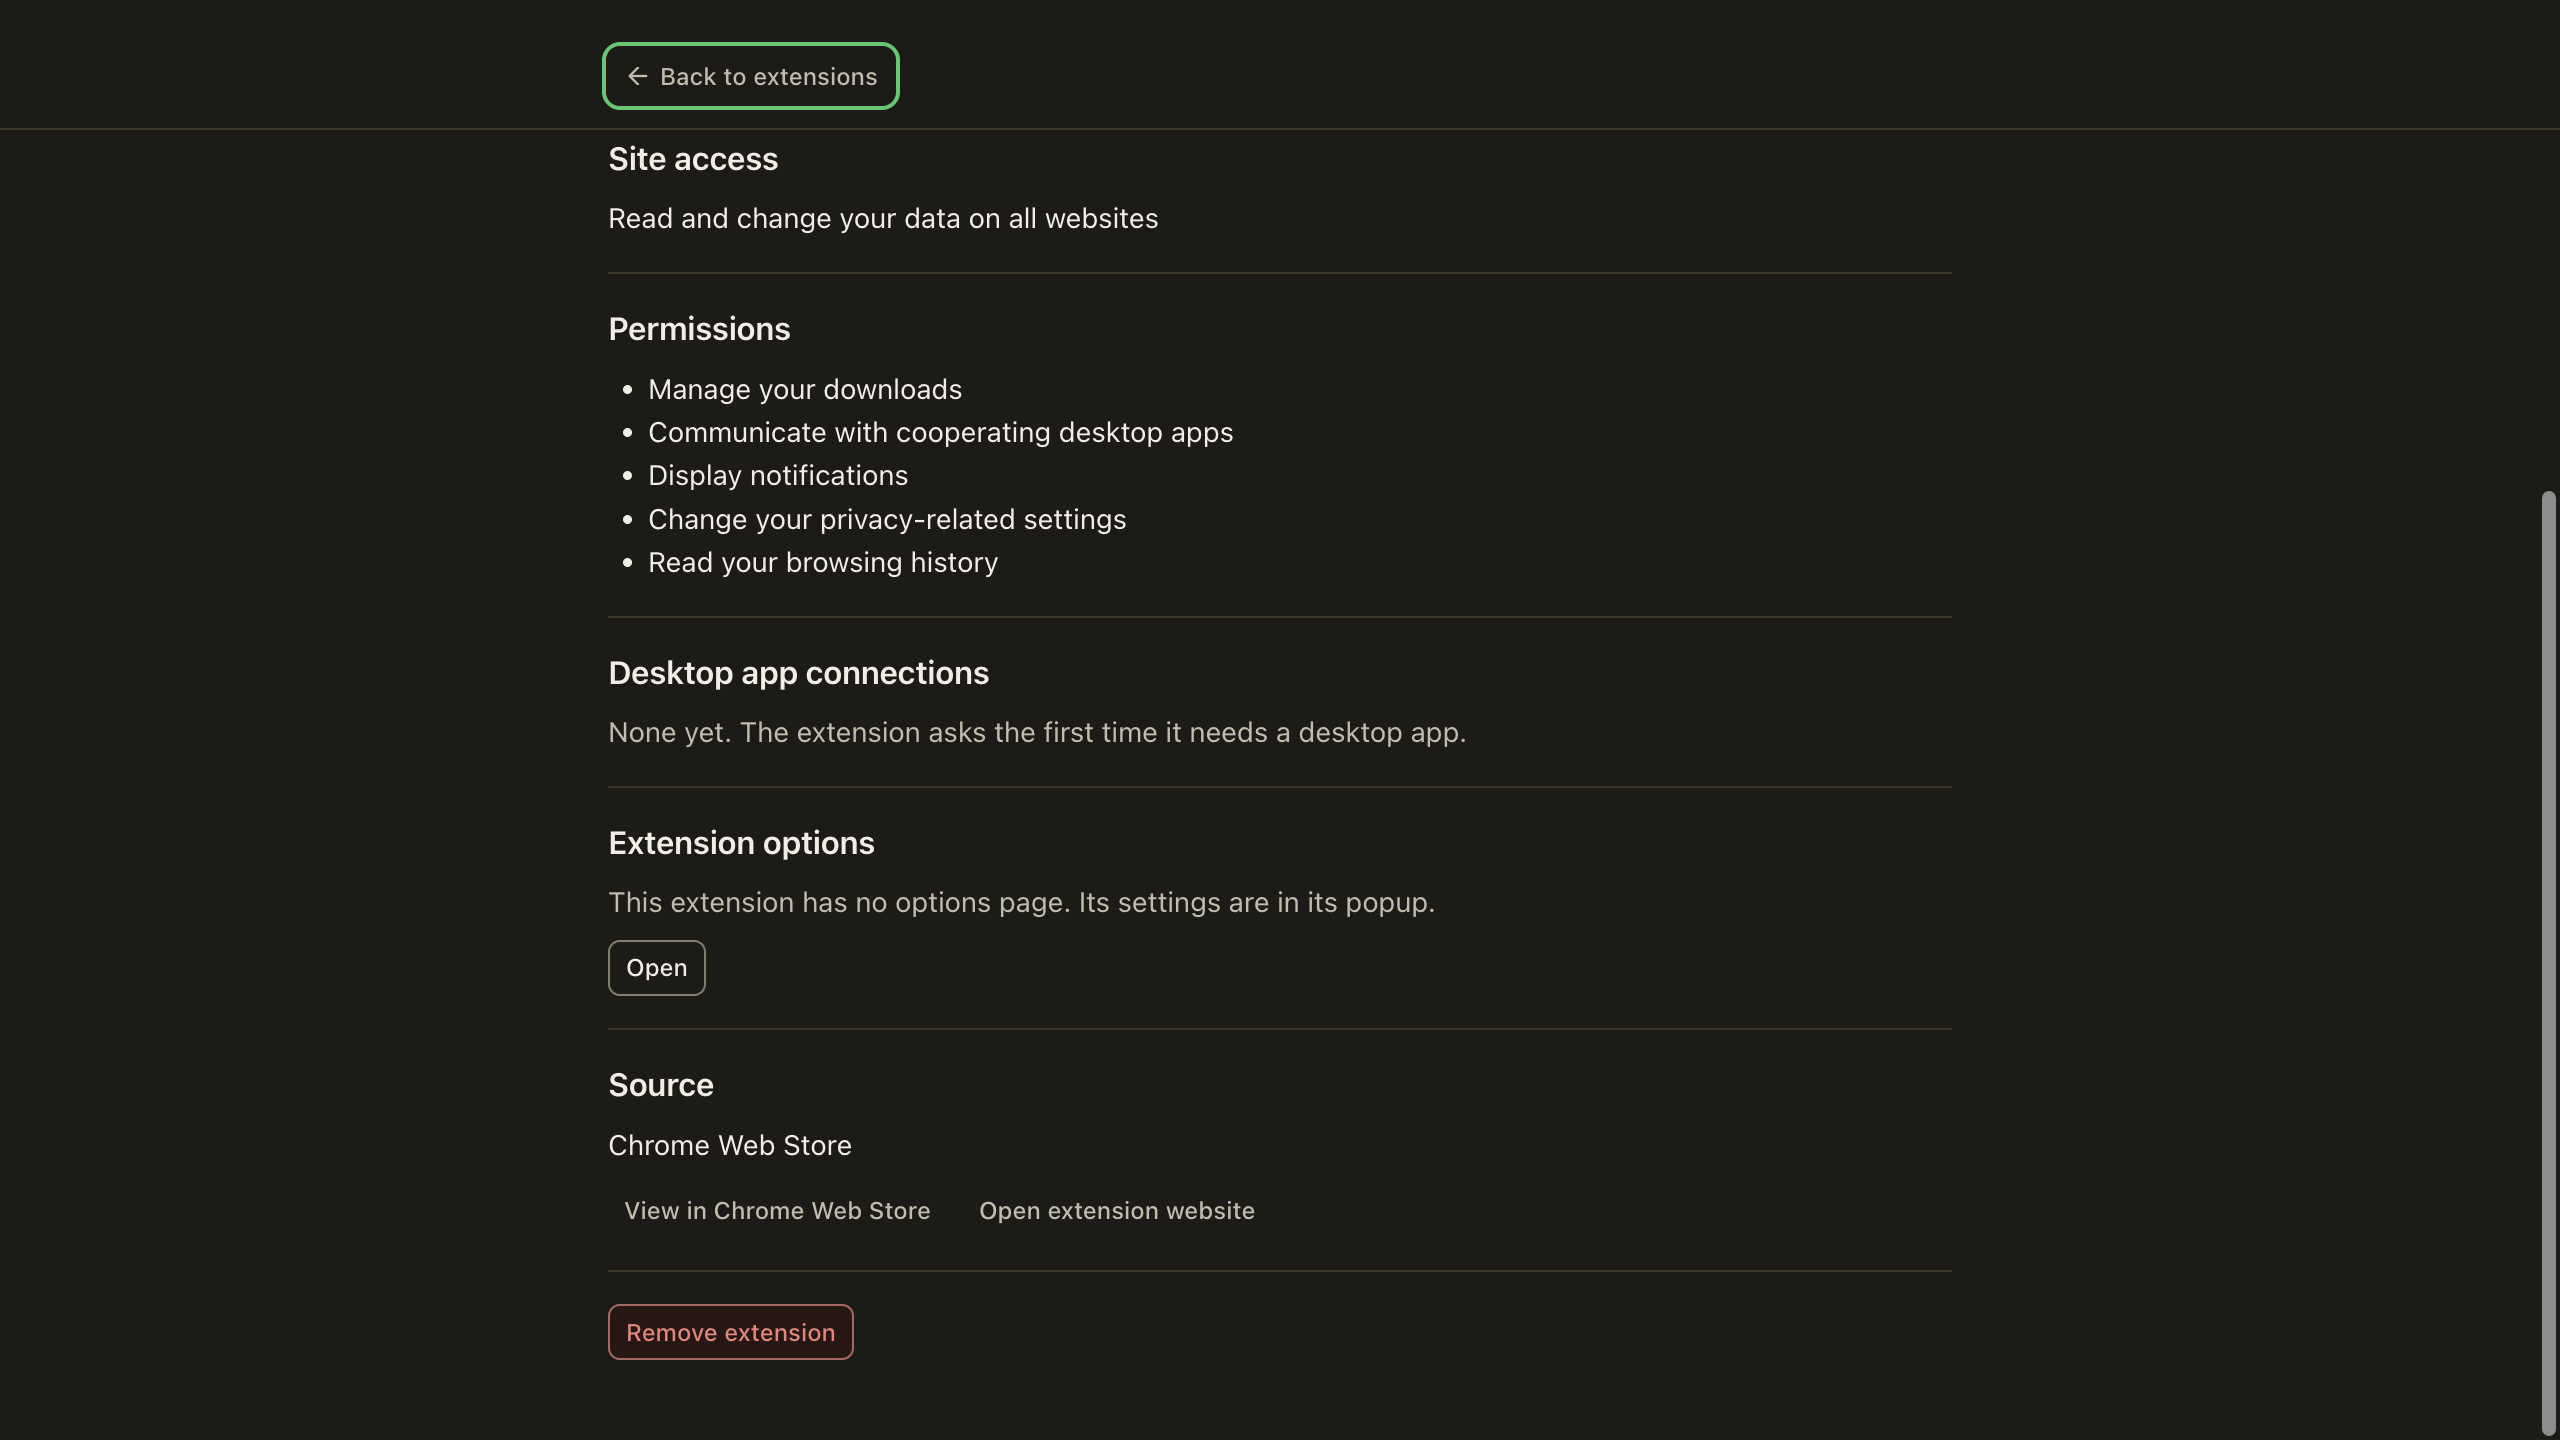 ← Back to extensions
Site access
Read and change your data on all websites
Permissions
• Manage your downloads
• Communicate with cooperating desktop apps
• Display notifications
• Change your privacy-related settings
• Read your browsing history
Desktop app connections
None yet. The extension asks the first time it needs a desktop app.
Extension options
This extension has no options page. Its settings are in its popup.
Open
Source
Chrome Web Store
View in Chrome Web Store Open extension website
Remove extension